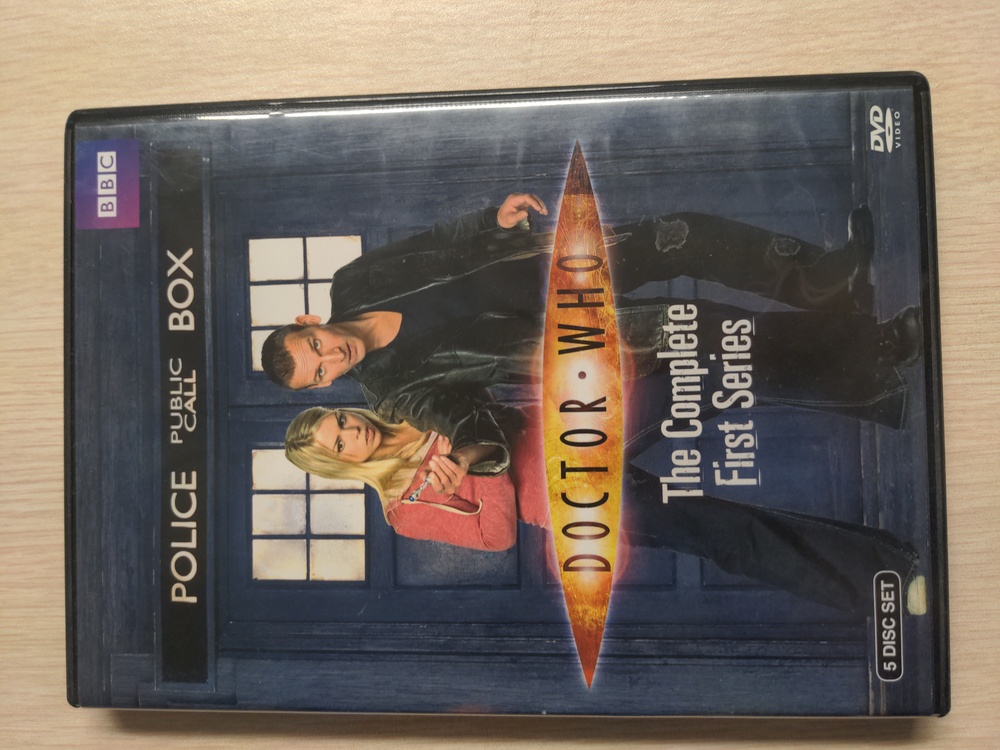 BBC
POLICE PUBLIC CALL BOX
DOCTOR • WHO
The Complete
First Series
5 DISC SET
DVD
VIDEO